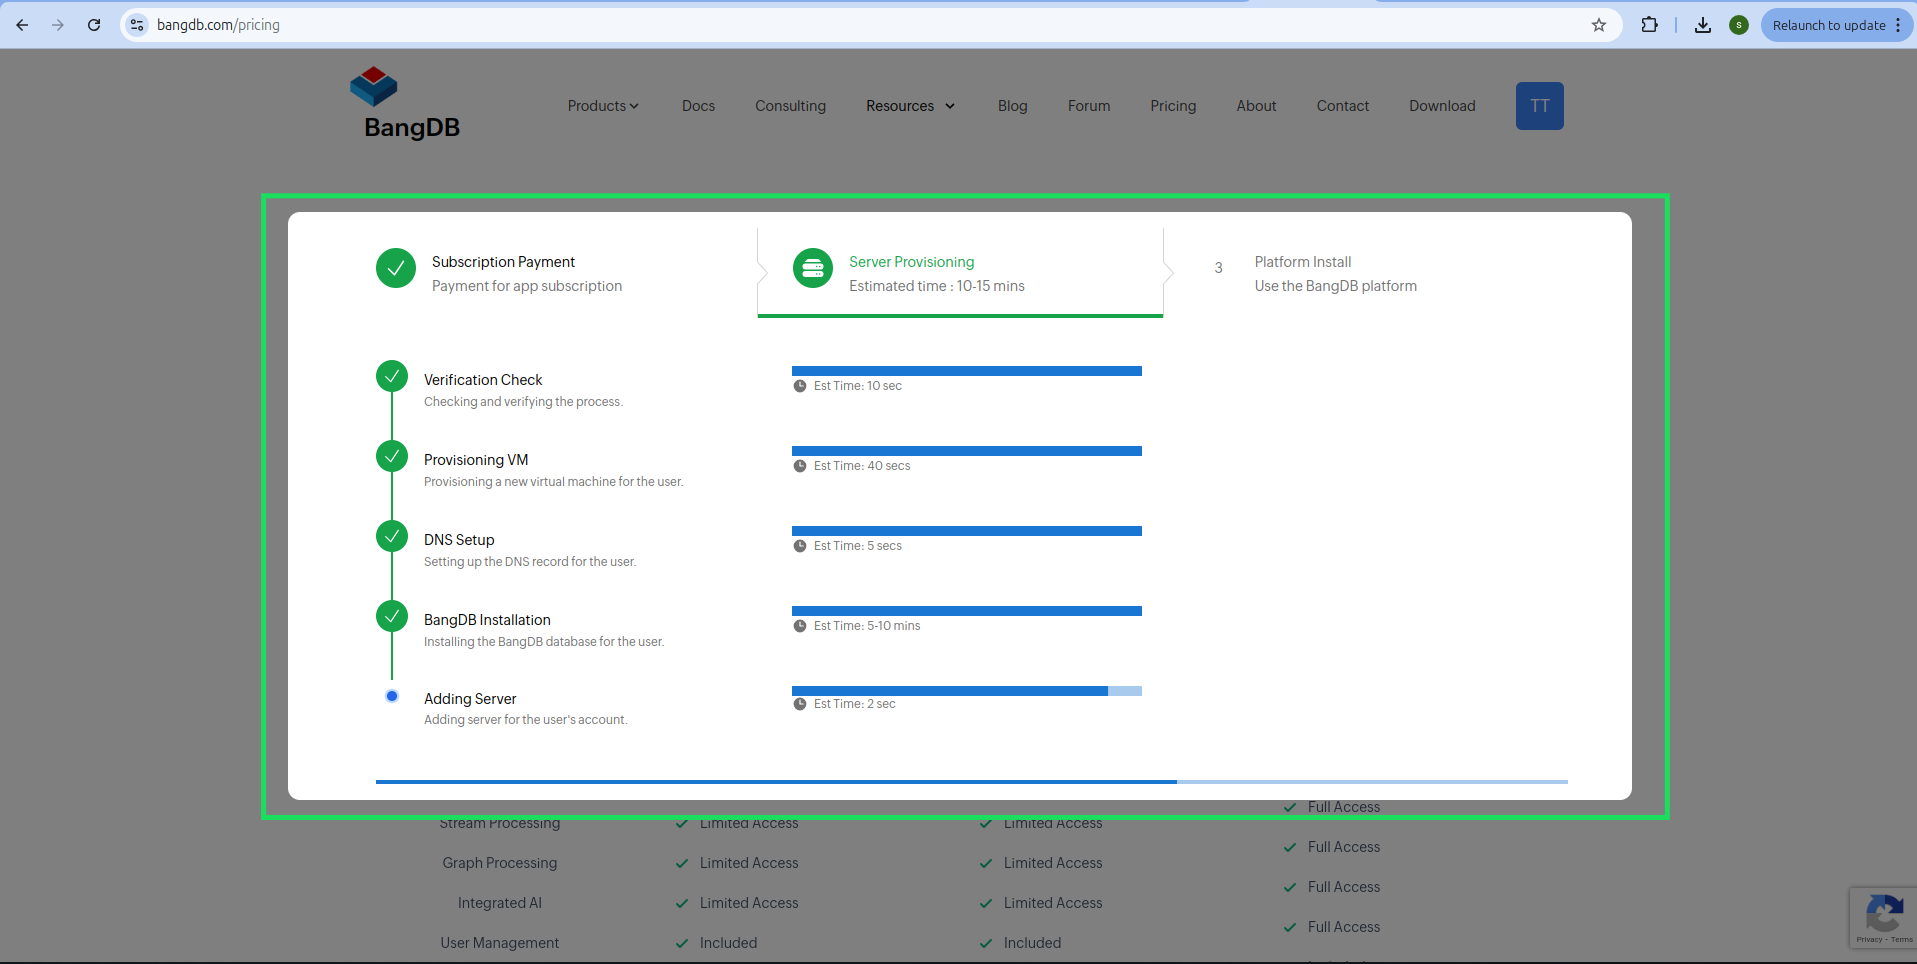 bangdb.com/pricing
S
Relaunch to update
BangDB
Products
Docs
Consulting
Resources
Blog
Forum
Pricing
About
Contact
Download
TT
Subscription Payment
Payment for app subscription
Server Provisioning
Estimated time : 10-15 mins
3
Platform Install
Use the BangDB platform
Verification Check
Checking and verifying the process.
Est Time: 10 sec
Provisioning VM
Provisioning a new virtual machine for the user.
Est Time: 40 secs
DNS Setup
Setting up the DNS record for the user.
Est Time: 5 secs
BangDB Installation
Installing the BangDB database for the user.
Est Time: 5-10 mins
Adding Server
Adding server for the user's account.
Est Time: 2 sec
Full Access
Stream Processing
Limited Access
Limited Access
Full Access
Graph Processing
Limited Access
Limited Access
Full Access
Integrated AI
Limited Access
Limited Access
Full Access
User Management
Included
Included
Privacy - Terms